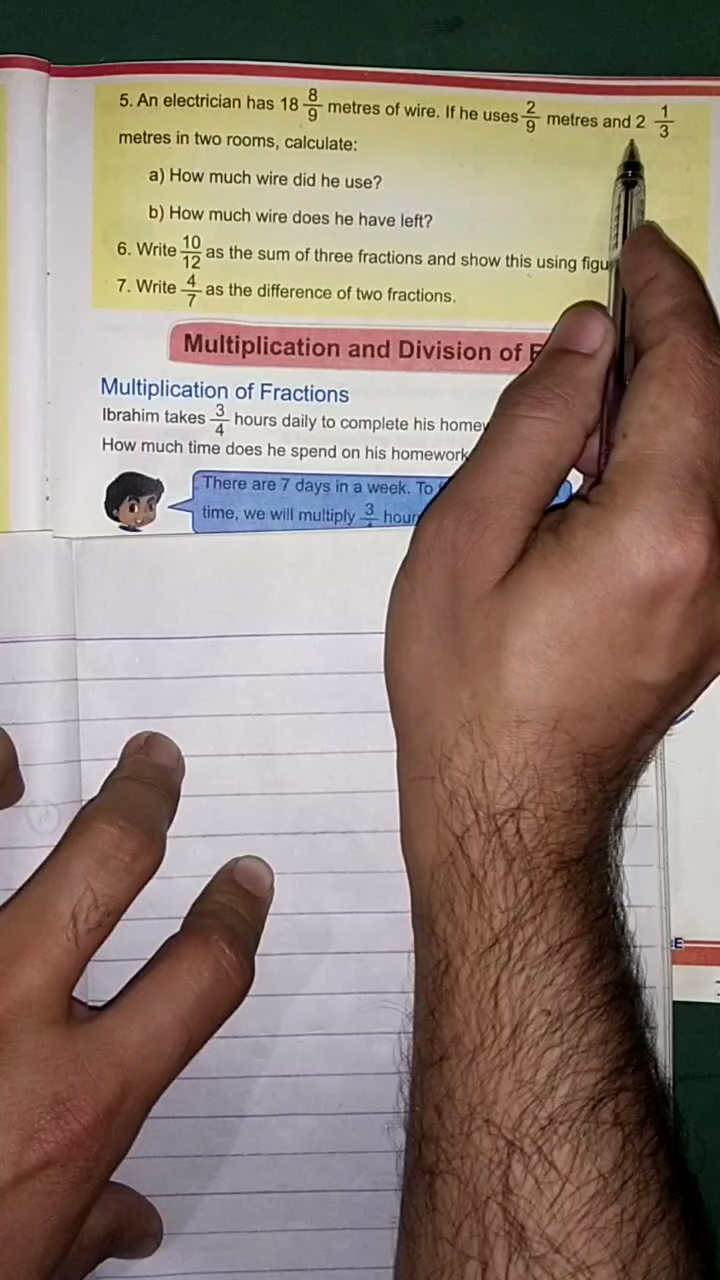 5. An electrician has 18 8/9 metres of wire. If he uses 2/9 metres and 2 1/3
metres in two rooms, calculate:
a) How much wire did he use?
b) How much wire does he have left?
6. Write 10/12 as the sum of three fractions and show this using
7. Write 4/7 as the difference of two fractions.
Multiplication and Division of
Multiplication of Fractions
Ibrahim takes 3/4 hours daily to complete his
How much time does he spend on his homework
There are 7 days in a week. To
time, we will multiply